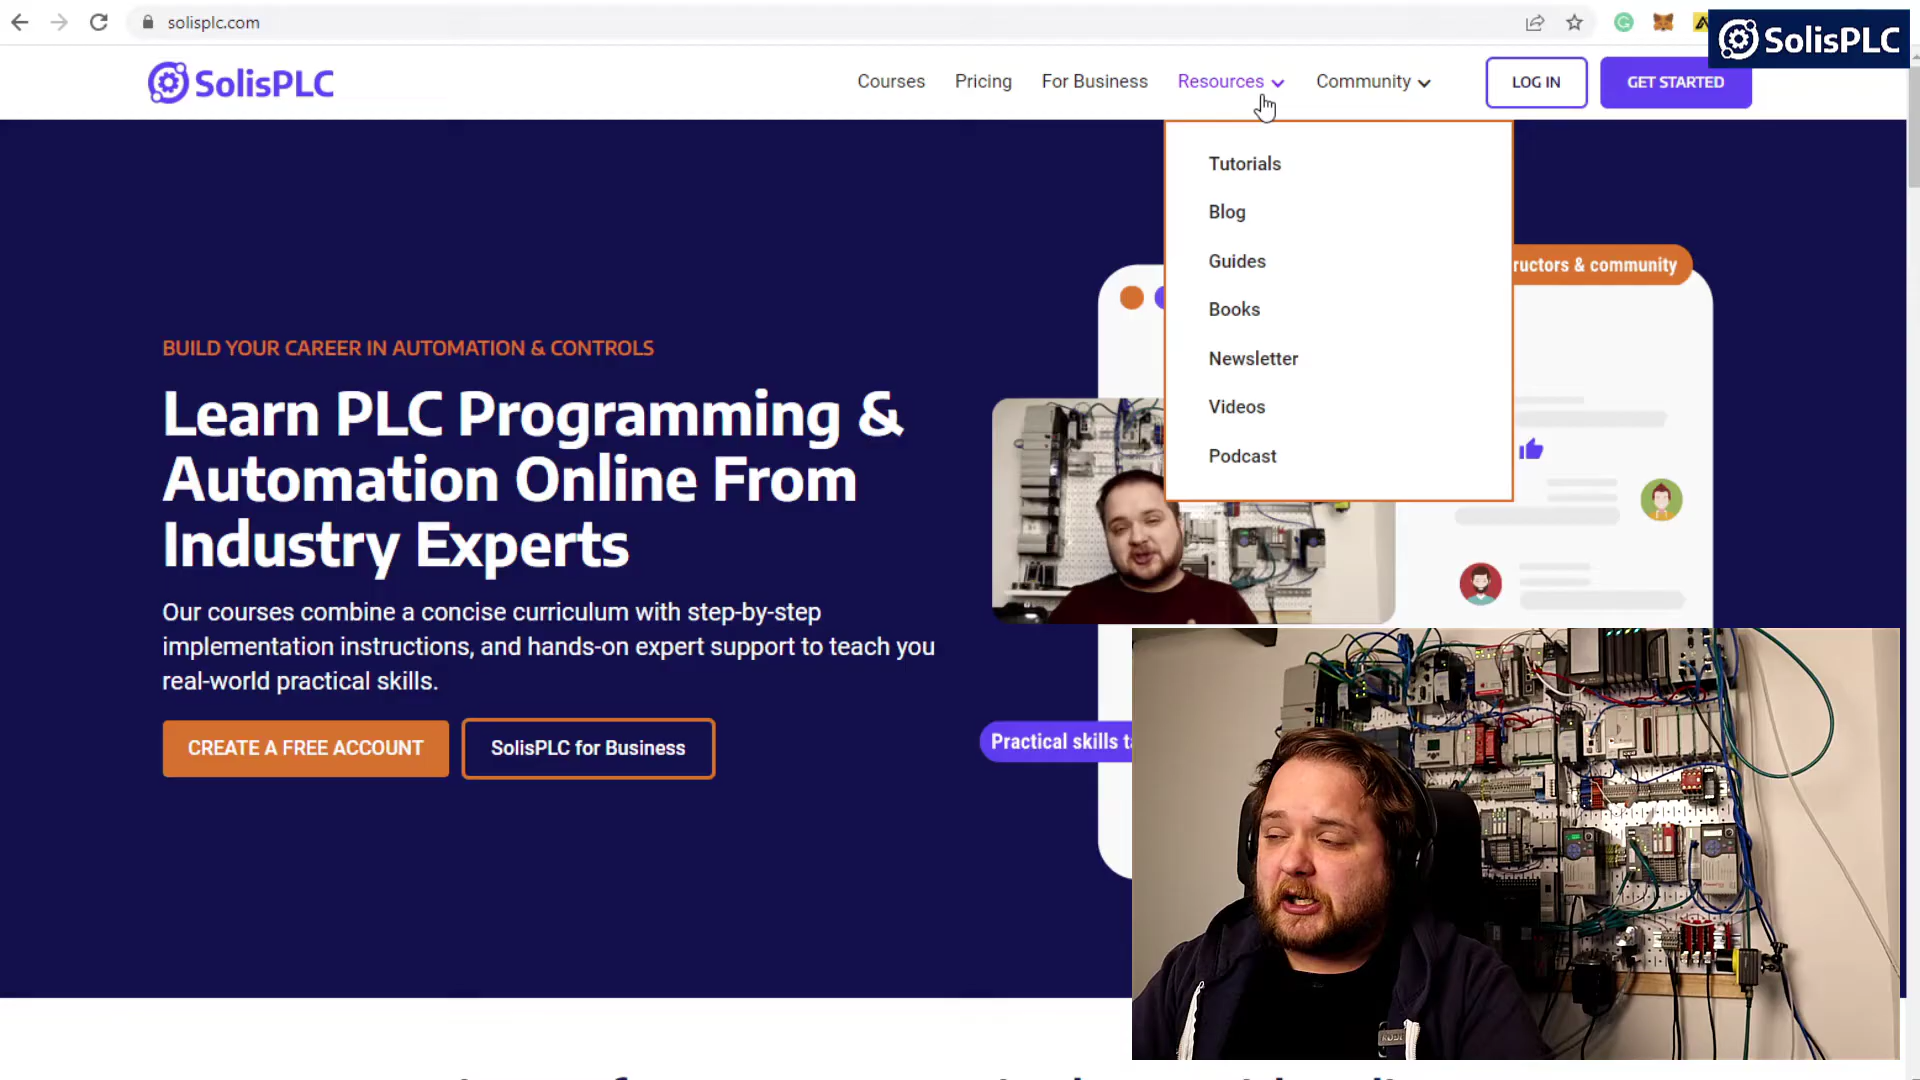 solisplc.com
SolisPLC
SolisPLC
Courses
Pricing
For Business
Resources
Community
LOG IN
GET STARTED
Tutorials
Blog
Guides
Books
Newsletter
Videos
Podcast
& community
BUILD YOUR CAREER IN AUTOMATION & CONTROLS
Learn PLC Programming &
Automation Online From
Industry Experts
Our courses combine a concise curriculum with step-by-step
implementation instructions, and hands-on expert support to teach you
real-world practical skills.
CREATE A FREE ACCOUNT
SolisPLC for Business
Practical skills